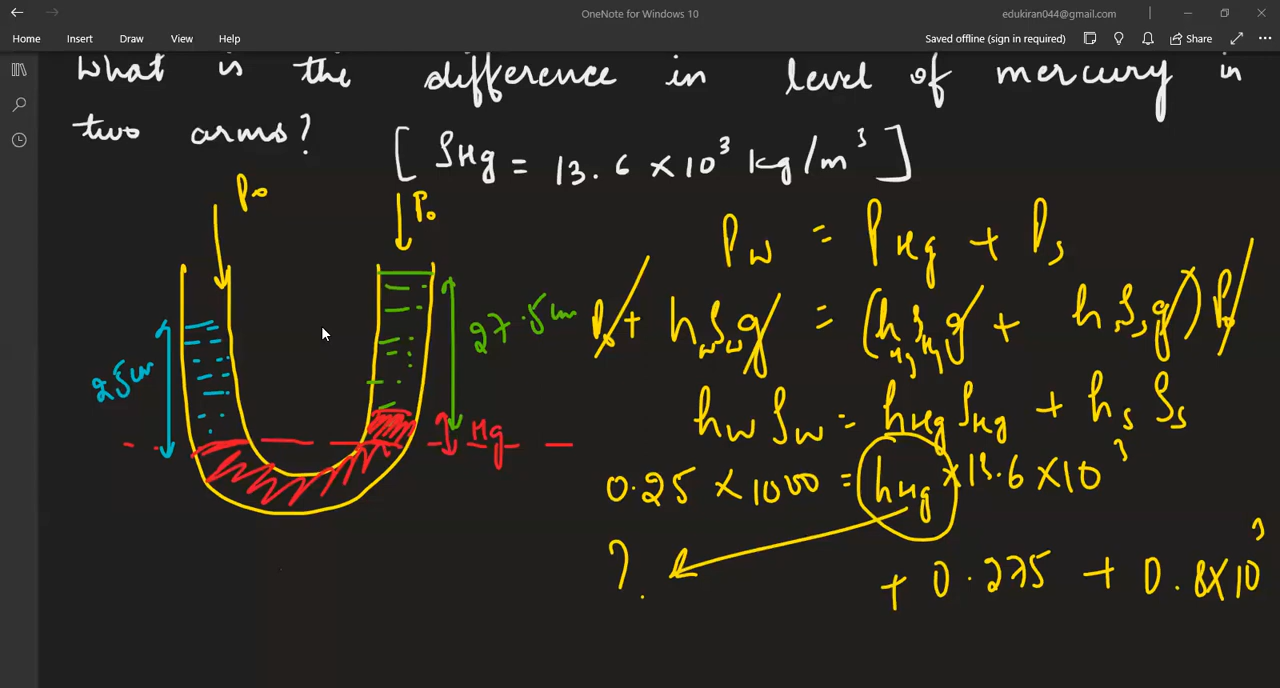 OneNote for Windows 10
edukiran044@gmail.com
Home Insert Draw View Help
Saved offline (sign in required) Share
What is the difference in level of mercury in
two arms? [ ρHg = 13.6 × 10³ kg/m³ ]
P₀ P₀
25cm
27.5cm
Hg
Pw = PHg + Ps
P₀ + hwρwg = (hHgρHgg + hsρsg) P₀
hwρw = hHgρHg + hsρs
0.25 × 1000 = hHg × 13.6 × 10³
+ 0.275 + 0.8×10³
?